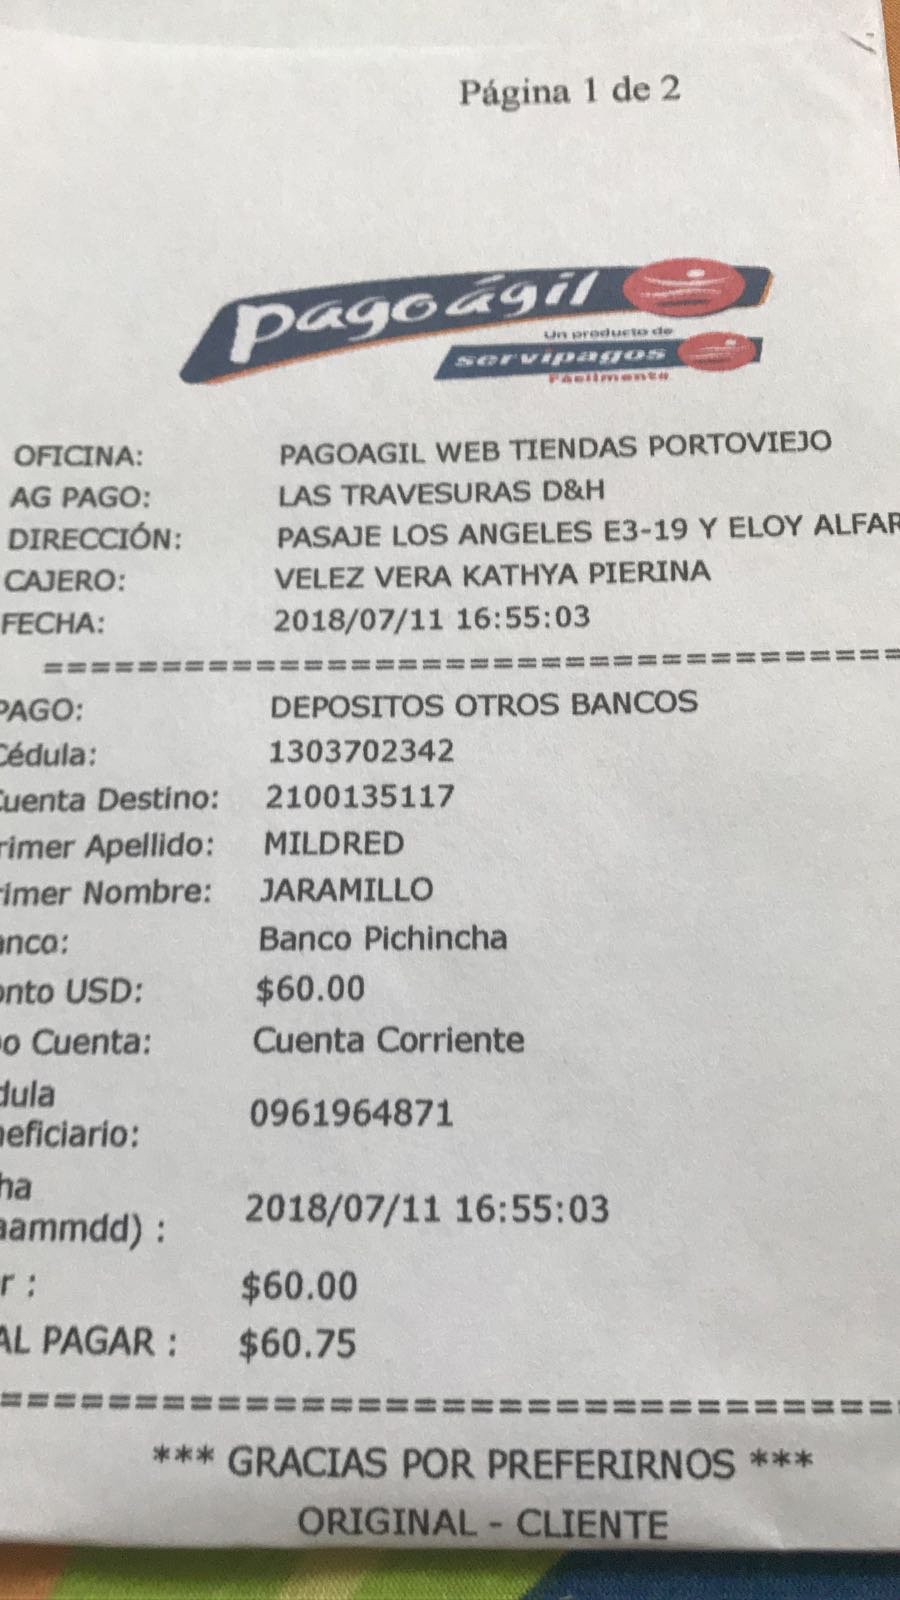 Página 1 de 2
pagoágil
Un producto de
servipagos
Fácilmente
OFICINA: PAGOAGIL WEB TIENDAS PORTOVIEJO
AG PAGO: LAS TRAVESURAS D&H
DIRECCIÓN: PASAJE LOS ANGELES E3-19 Y ELOY ALFAR
CAJERO: VELEZ VERA KATHYA PIERINA
FECHA: 2018/07/11 16:55:03
============================================
PAGO: DEPOSITOS OTROS BANCOS
Cédula: 1303702342
Cuenta Destino: 2100135117
rimer Apellido: MILDRED
rimer Nombre: JARAMILLO
anco: Banco Pichincha
onto USD: $60.00
po Cuenta: Cuenta Corriente
dula
neficiario: 0961964871
ha
aammdd) : 2018/07/11 16:55:03
r : $60.00
AL PAGAR : $60.75
============================================
*** GRACIAS POR PREFERIRNOS ***
ORIGINAL - CLIENTE